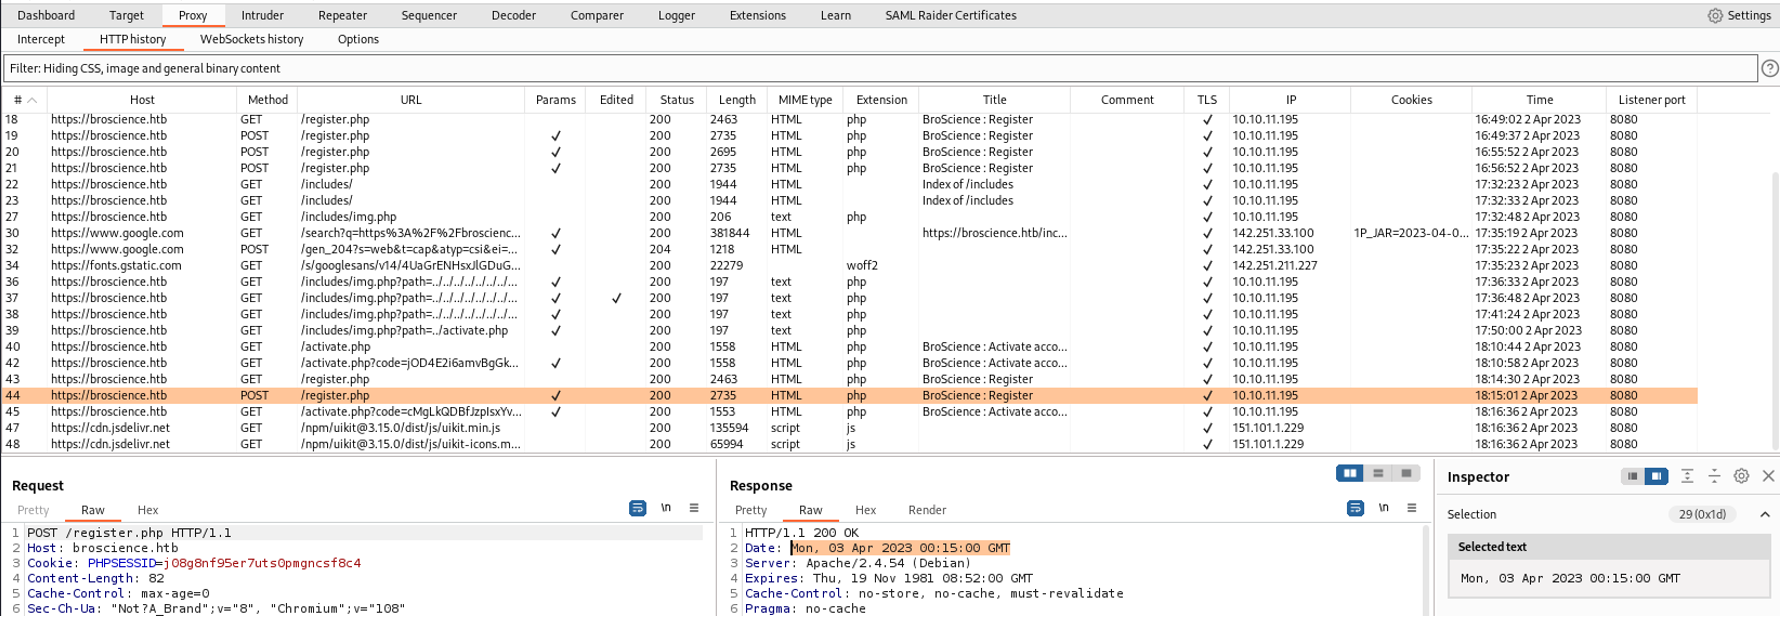 Dashboard Target Proxy Intruder Repeater Sequencer Decoder Comparer Logger Extensions Learn SAML Raider Certificates Settings
Intercept HTTP history WebSockets history Options
Filter: Hiding CSS, image and general binary content
# Host Method URL Params Edited Status Length MIME type Extension Title Comment TLS IP Cookies Time Listener port
18 https://broscience.htb GET /register.php 200 2463 HTML php BroScience : Register ✓ 10.10.11.195 16:49:02 2 Apr 2023 8080
19 https://broscience.htb POST /register.php ✓ 200 2735 HTML php BroScience : Register ✓ 10.10.11.195 16:49:37 2 Apr 2023 8080
20 https://broscience.htb POST /register.php ✓ 200 2695 HTML php BroScience : Register ✓ 10.10.11.195 16:55:52 2 Apr 2023 8080
21 https://broscience.htb POST /register.php ✓ 200 2735 HTML php BroScience : Register ✓ 10.10.11.195 16:56:52 2 Apr 2023 8080
22 https://broscience.htb GET /includes/ 200 1944 HTML Index of /includes ✓ 10.10.11.195 17:32:23 2 Apr 2023 8080
23 https://broscience.htb GET /includes/ 200 1944 HTML Index of /includes ✓ 10.10.11.195 17:32:33 2 Apr 2023 8080
27 https://broscience.htb GET /includes/img.php 200 206 text php ✓ 10.10.11.195 17:32:48 2 Apr 2023 8080
30 https://www.google.com GET /search?q=https%3A%2F%2Fbroscienc... ✓ 200 381844 HTML https://broscience.htb/inc... ✓ 142.251.33.100 1P_JAR=2023-04-0... 17:35:19 2 Apr 2023 8080
32 https://www.google.com POST /gen_204?s=web&t=cap&atyp=csi&ei=... ✓ 204 1218 HTML ✓ 142.251.33.100 17:35:22 2 Apr 2023 8080
34 https://fonts.gstatic.com GET /s/googlesans/v14/4UaGrENHsxJlGDuG... 200 22279 woff2 ✓ 142.251.211.227 17:35:23 2 Apr 2023 8080
36 https://broscience.htb GET /includes/img.php?path=../../../../../../../... ✓ 200 197 text php ✓ 10.10.11.195 17:36:33 2 Apr 2023 8080
37 https://broscience.htb GET /includes/img.php?path=../../../../../../../... ✓ ✓ 200 197 text php ✓ 10.10.11.195 17:36:48 2 Apr 2023 8080
38 https://broscience.htb GET /includes/img.php?path=../../../../../../../... ✓ 200 197 text php ✓ 10.10.11.195 17:41:24 2 Apr 2023 8080
39 https://broscience.htb GET /includes/img.php?path=../activate.php ✓ 200 197 text php ✓ 10.10.11.195 17:50:00 2 Apr 2023 8080
40 https://broscience.htb GET /activate.php 200 1558 HTML php BroScience : Activate acco... ✓ 10.10.11.195 18:10:44 2 Apr 2023 8080
42 https://broscience.htb GET /activate.php?code=jOD4E2i6amvBgGk... ✓ 200 1558 HTML php BroScience : Activate acco... ✓ 10.10.11.195 18:10:58 2 Apr 2023 8080
43 https://broscience.htb GET /register.php 200 2463 HTML php BroScience : Register ✓ 10.10.11.195 18:14:30 2 Apr 2023 8080
44 https://broscience.htb POST /register.php ✓ 200 2735 HTML php BroScience : Register ✓ 10.10.11.195 18:15:01 2 Apr 2023 8080
45 https://broscience.htb GET /activate.php?code=cMgLkQDBfJzpIsxYv... ✓ 200 1553 HTML php BroScience : Activate acco... ✓ 10.10.11.195 18:16:36 2 Apr 2023 8080
47 https://cdn.jsdelivr.net GET /npm/uikit@3.15.0/dist/js/uikit.min.js 200 135594 script js ✓ 151.101.1.229 18:16:36 2 Apr 2023 8080
48 https://cdn.jsdelivr.net GET /npm/uikit@3.15.0/dist/js/uikit-icons.m... 200 65994 script js ✓ 151.101.1.229 18:16:36 2 Apr 2023 8080
Request
Pretty Raw Hex \n
1 POST /register.php HTTP/1.1
2 Host: broscience.htb
3 Cookie: PHPSESSID=j08g8nf95er7uts0pmgncsf8c4
4 Content-Length: 82
5 Cache-Control: max-age=0
6 Sec-Ch-Ua: "Not?A_Brand";v="8", "Chromium";v="108"
Response
Pretty Raw Hex Render \n
1 HTTP/1.1 200 OK
2 Date: Mon, 03 Apr 2023 00:15:00 GMT
3 Server: Apache/2.4.54 (Debian)
4 Expires: Thu, 19 Nov 1981 08:52:00 GMT
5 Cache-Control: no-store, no-cache, must-revalidate
6 Pragma: no-cache
Inspector
Selection 29 (0x1d)
Selected text
Mon, 03 Apr 2023 00:15:00 GMT